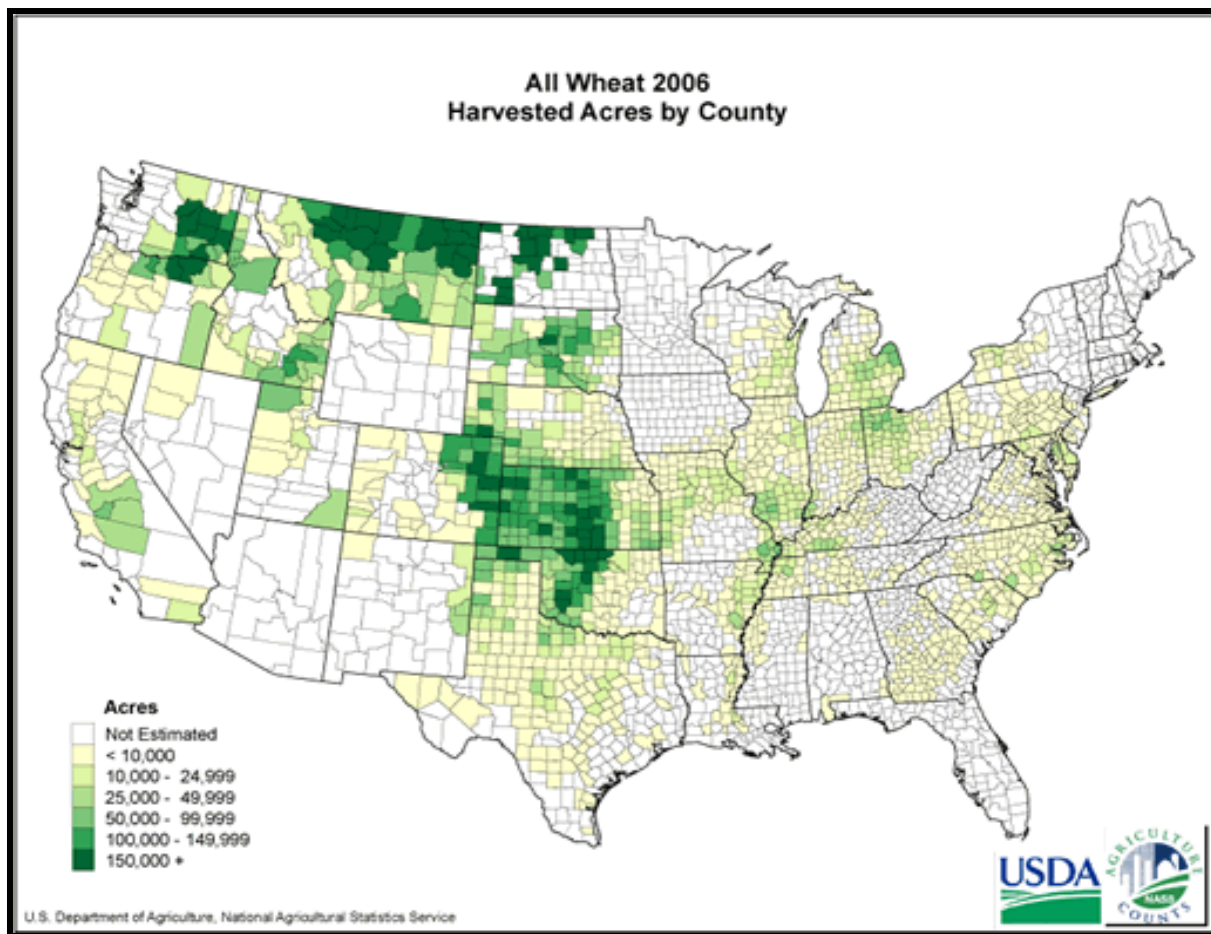 All Wheat 2006
Harvested Acres by County
Acres
Not Estimated
< 10,000
10,000 - 24,999
25,000 - 49,999
50,000 - 99,999
100,000 - 149,999
150,000 +
U.S. Department of Agriculture, National Agricultural Statistics Service
USDA
AGRICULTURE
NASS
COUNTS